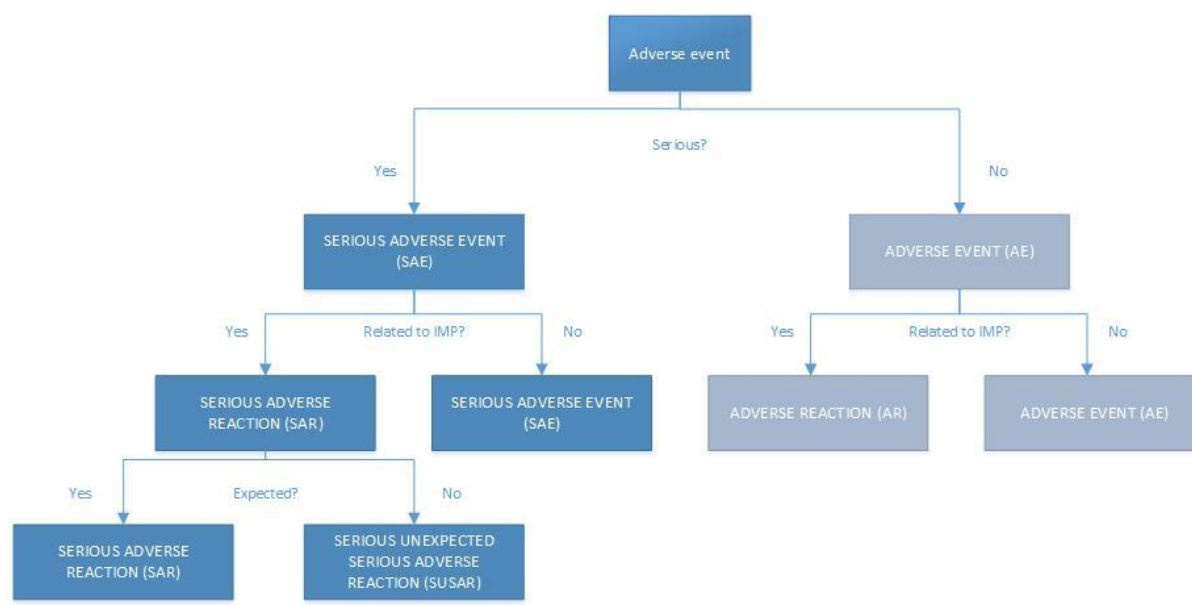 Adverse event
Serious?
Yes
No
SERIOUS ADVERSE EVENT
(SAE)
ADVERSE EVENT (AE)
Yes
Related to IMP?
No
Yes
Related to IMP?
No
SERIOUS ADVERSE
REACTION (SAR)
SERIOUS ADVERSE EVENT
(SAE)
ADVERSE REACTION (AR)
ADVERSE EVENT (AE)
Yes
Expected?
No
SERIOUS ADVERSE
REACTION (SAR)
SERIOUS UNEXPECTED
SERIOUS ADVERSE
REACTION (SUSAR)